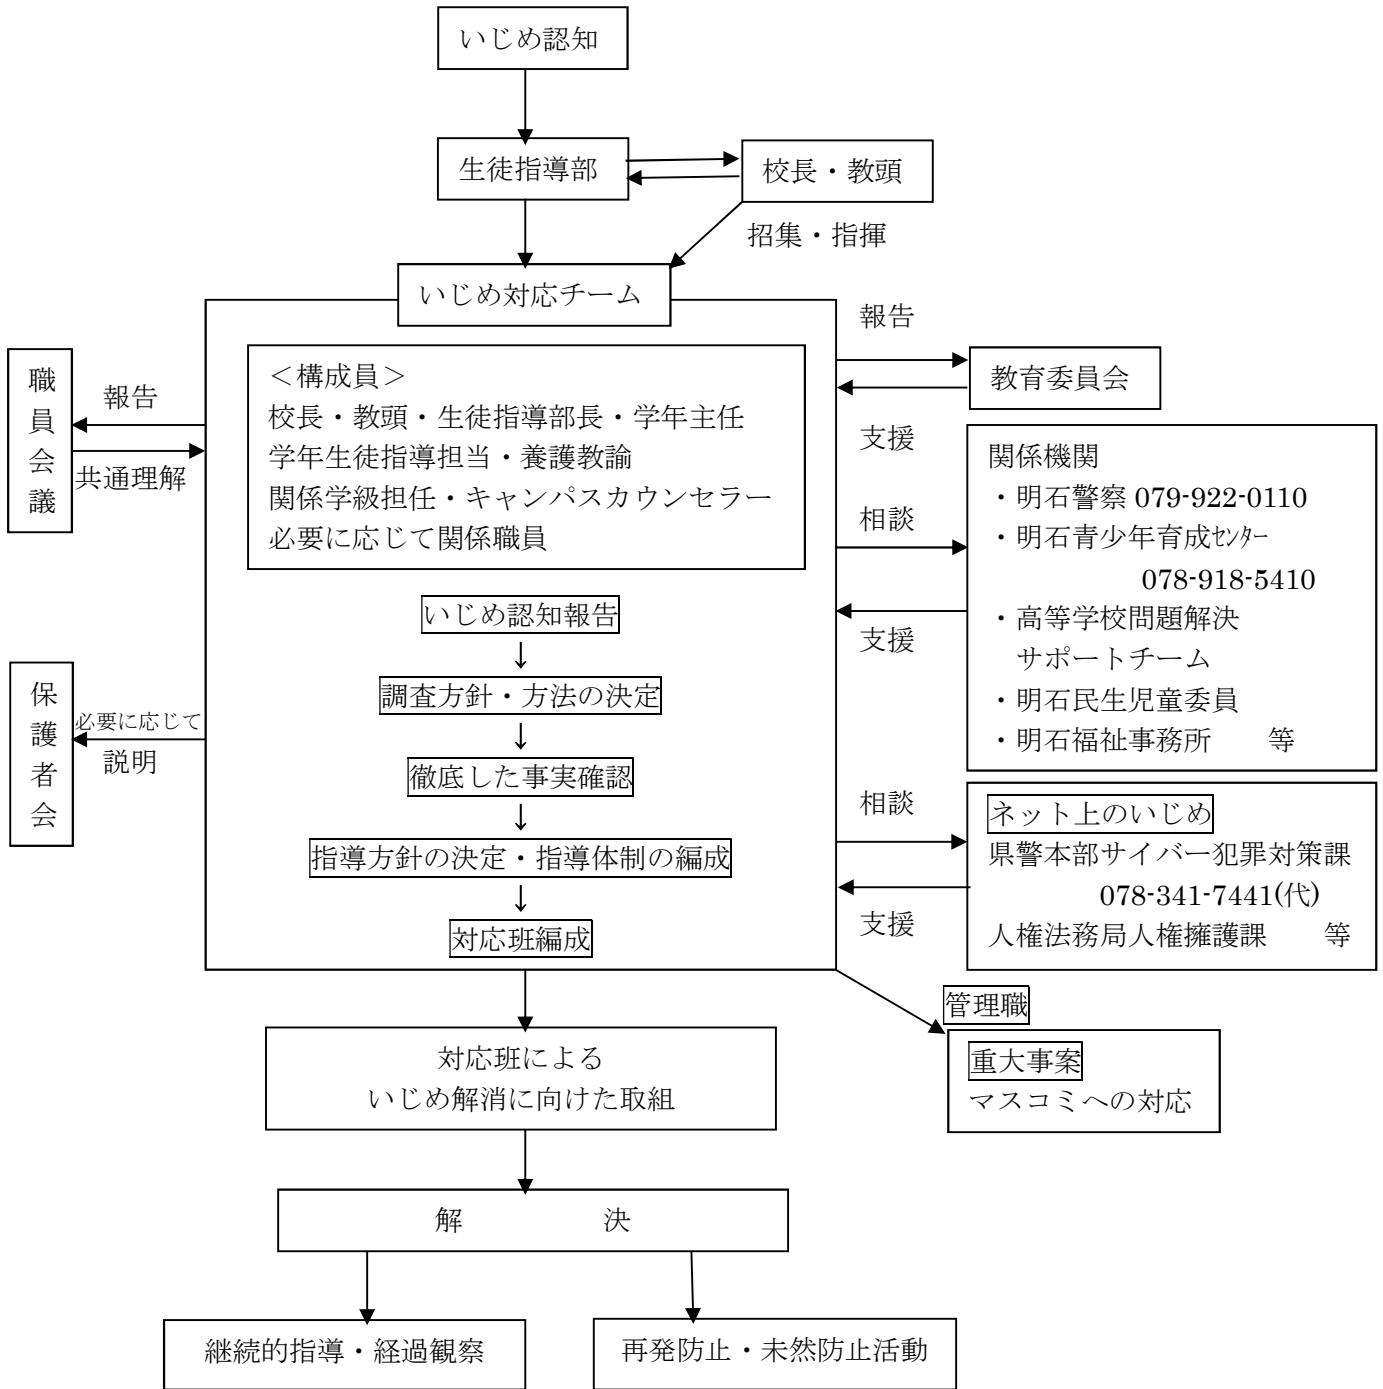 いじめ認知
生徒指導部
校長・教頭
招集・指揮
いじめ対応チーム
＜構成員＞
校長・教頭・生徒指導部長・学年主任
学年生徒指導担当・養護教諭
関係学級担任・キャンパスカウンセラー
必要に応じて関係職員
職員会議
報告
共通理解
報告
教育委員会
支援
関係機関
・明石警察 079-922-0110
・明石青少年育成ｾﾝﾀｰ
078-918-5410
・高等学校問題解決
サポートチーム
・明石民生児童委員
・明石福祉事務所　　等
相談
支援
いじめ認知報告
↓
調査方針・方法の決定
↓
徹底した事実確認
↓
指導方針の決定・指導体制の編成
↓
対応班編成
保護者会
必要に応じて
説明
相談
ネット上のいじめ
県警本部サイバー犯罪対策課
078-341-7441(代)
人権法務局人権擁護課　　等
支援
管理職
重大事案
マスコミへの対応
対応班による
いじめ解消に向けた取組
解　　　　　決
継続的指導・経過観察
再発防止・未然防止活動